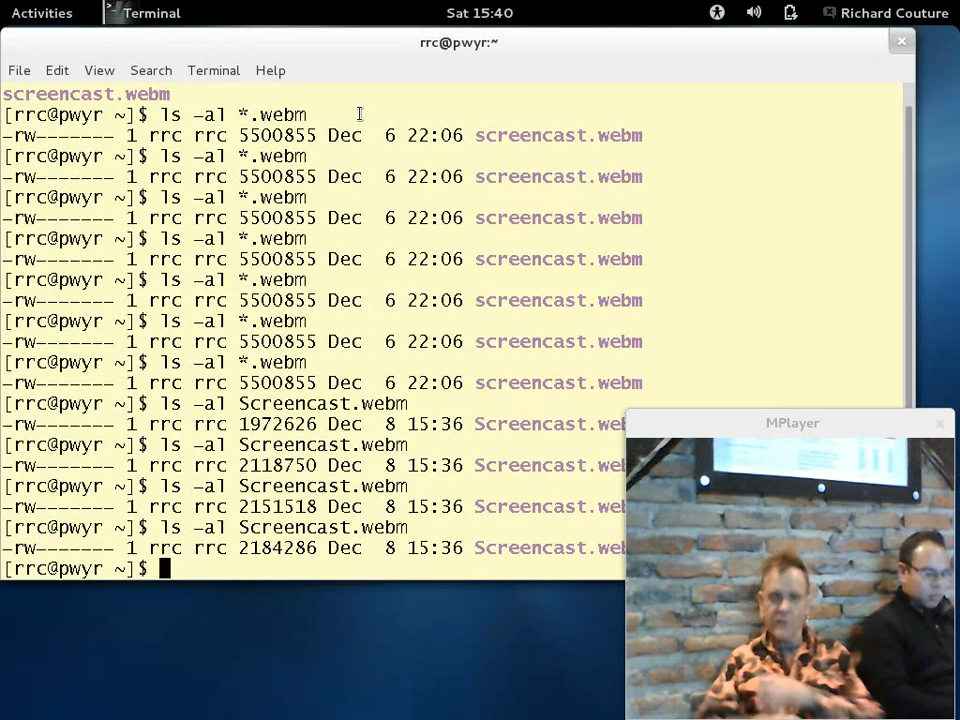 Activities Terminal Sat 15:40 Richard Couture
rrc@pwyr:~
File Edit View Search Terminal Help
screencast.webm
[rrc@pwyr ~]$ ls -al *.webm
-rw------- 1 rrc rrc 5500855 Dec  6 22:06 screencast.webm
[rrc@pwyr ~]$ ls -al *.webm
-rw------- 1 rrc rrc 5500855 Dec  6 22:06 screencast.webm
[rrc@pwyr ~]$ ls -al *.webm
-rw------- 1 rrc rrc 5500855 Dec  6 22:06 screencast.webm
[rrc@pwyr ~]$ ls -al *.webm
-rw------- 1 rrc rrc 5500855 Dec  6 22:06 screencast.webm
[rrc@pwyr ~]$ ls -al *.webm
-rw------- 1 rrc rrc 5500855 Dec  6 22:06 screencast.webm
[rrc@pwyr ~]$ ls -al *.webm
-rw------- 1 rrc rrc 5500855 Dec  6 22:06 screencast.webm
[rrc@pwyr ~]$ ls -al *.webm
-rw------- 1 rrc rrc 5500855 Dec  6 22:06 screencast.webm
[rrc@pwyr ~]$ ls -al Screencast.webm
-rw------- 1 rrc rrc 1972626 Dec  8 15:36 Screencast.we
[rrc@pwyr ~]$ ls -al Screencast.webm
-rw------- 1 rrc rrc 2118750 Dec  8 15:36 Screencast.we
[rrc@pwyr ~]$ ls -al Screencast.webm
-rw------- 1 rrc rrc 2151518 Dec  8 15:36 Screencast.we
[rrc@pwyr ~]$ ls -al Screencast.webm
-rw------- 1 rrc rrc 2184286 Dec  8 15:36 Screencast.we
[rrc@pwyr ~]$
MPlayer